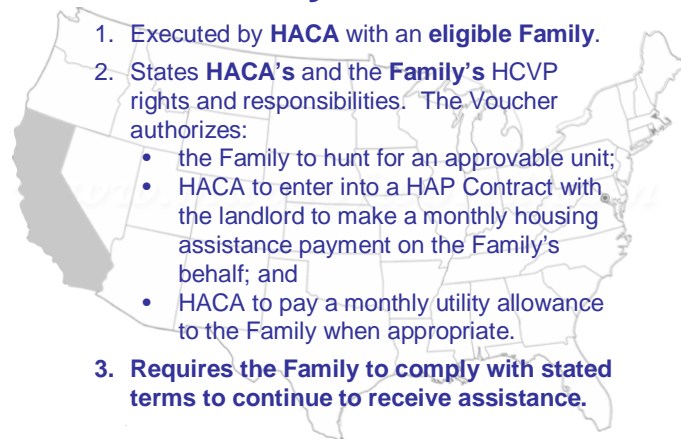 1. Executed by HACA with an eligible Family.
2. States HACA's and the Family's HCVP
rights and responsibilities. The Voucher
authorizes:
• the Family to hunt for an approvable unit;
• HACA to enter into a HAP Contract with
the landlord to make a monthly housing
assistance payment on the Family's
behalf; and
• HACA to pay a monthly utility allowance
to the Family when appropriate.
3. Requires the Family to comply with stated
terms to continue to receive assistance.